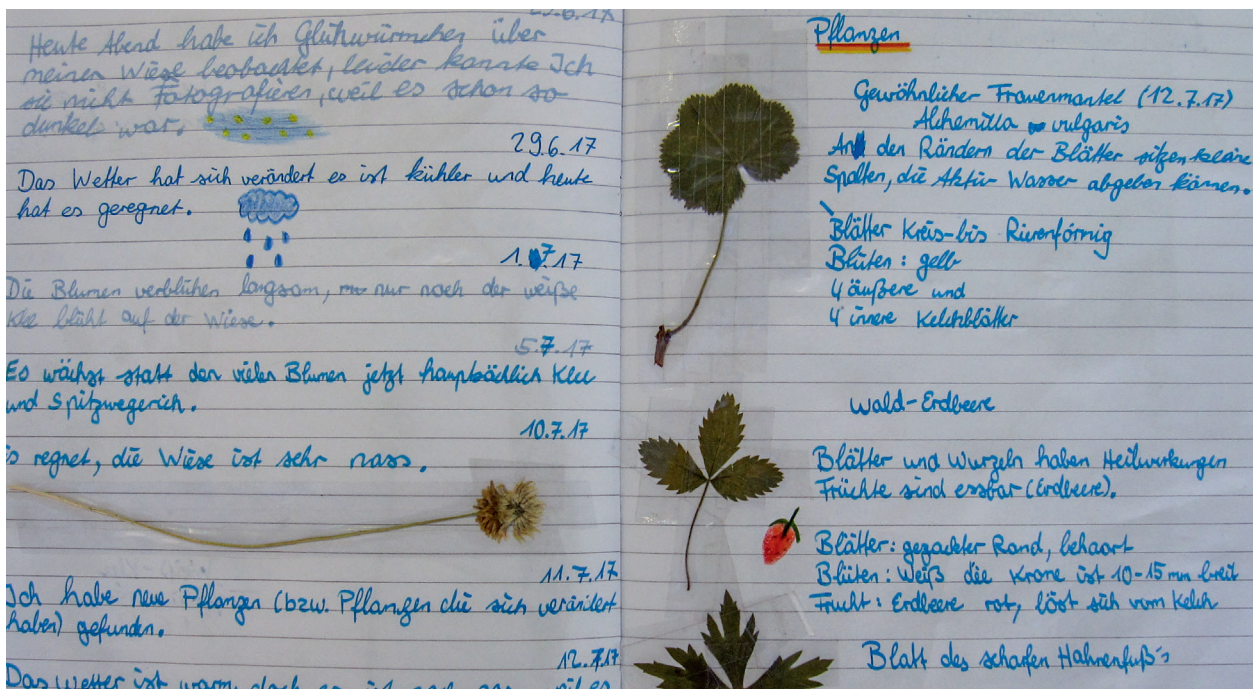 29.6.17
Heute Abend habe ich Glühwürmchen über
meiner Wiese beobachtet, leider konnte Ich
sie nicht Fotografieren, weil es schon so
dunkel war.
29.6.17
Das Wetter hat sich verändert es ist kühler und heute
hat es geregnet.
1.7.17
Die Blumen verblühen langsam, nur noch der weiße
Klee blüht auf der Wiese.
5.7.17
Es wächst statt den vielen Blumen jetzt hauptsächlich Klee
und Spitzwegerich.
10.7.17
s regnet, die Wiese ist sehr nass.
11.7.17
Ich habe neue Pflanzen (bzw. Pflanzen die sich verändert
haben) gefunden.
12.7.17
Das Wetter ist warm, doch es ist
Pflanzen
Gewöhnlicher Frauenmantel (12.7.17)
Alchemilla vulgaris
An den Rändern der Blätter sitzen kleine
Spalten, die Aktiv Wasser abgeben können.
Blätter Kreis-bis Nierenförmig
Blüten: gelb
4 äußere und
4 innere Kelchblätter
Wald-Erdbeere
Blätter und Wurzeln haben Heilwirkungen
Früchte sind essbar (Erdbeere).
Blätter: gezackter Rand, behaart
Blüten: Weiß die Krone ist 10-15mm breit
Frucht: Erdbeere rot, löst sich vom Kelch
Blatt des scharfen Hahnenfuß's